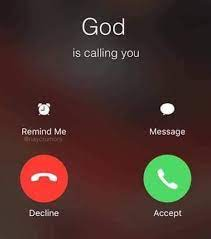 God
is calling you
Remind Me
Message
Decline
Accept